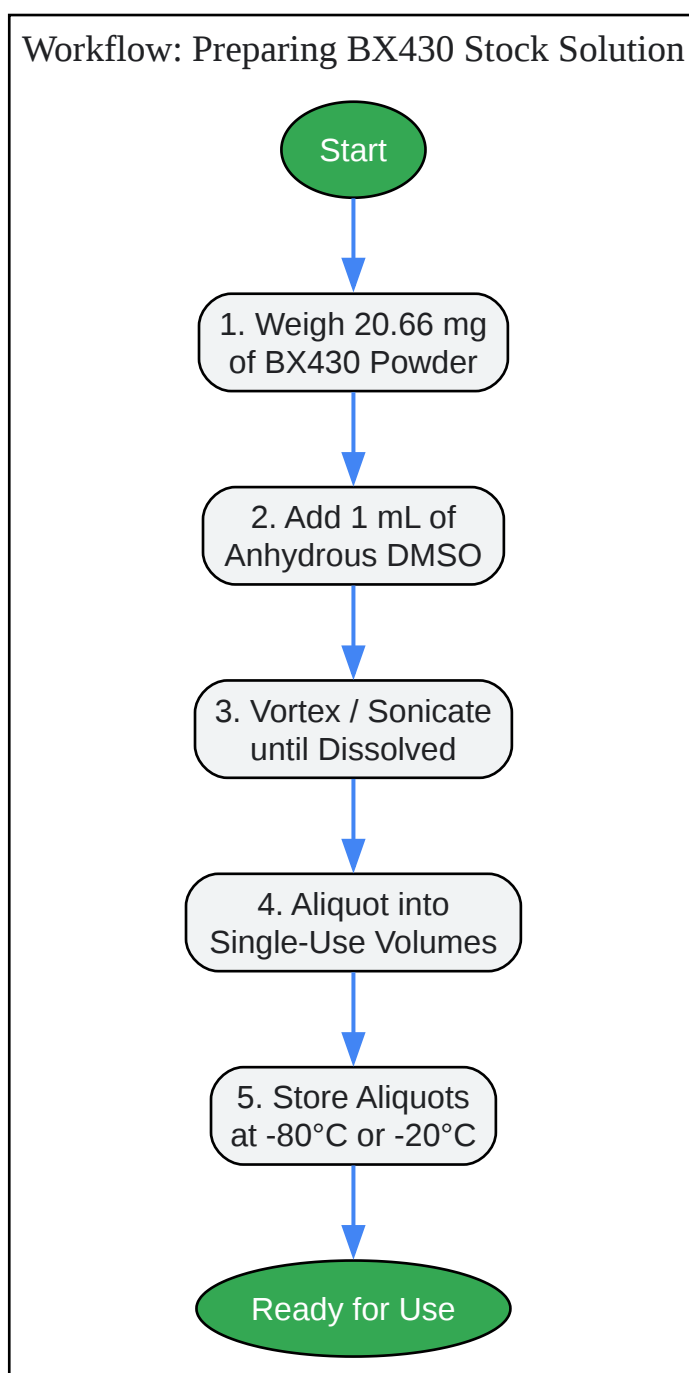 Workflow: Preparing BX430 Stock Solution
Start
1. Weigh 20.66 mg
of BX430 Powder
2. Add 1 mL of
Anhydrous DMSO
3. Vortex / Sonicate
until Dissolved
4. Aliquot into
Single-Use Volumes
5. Store Aliquots
at -80°C or -20°C
Ready for Use